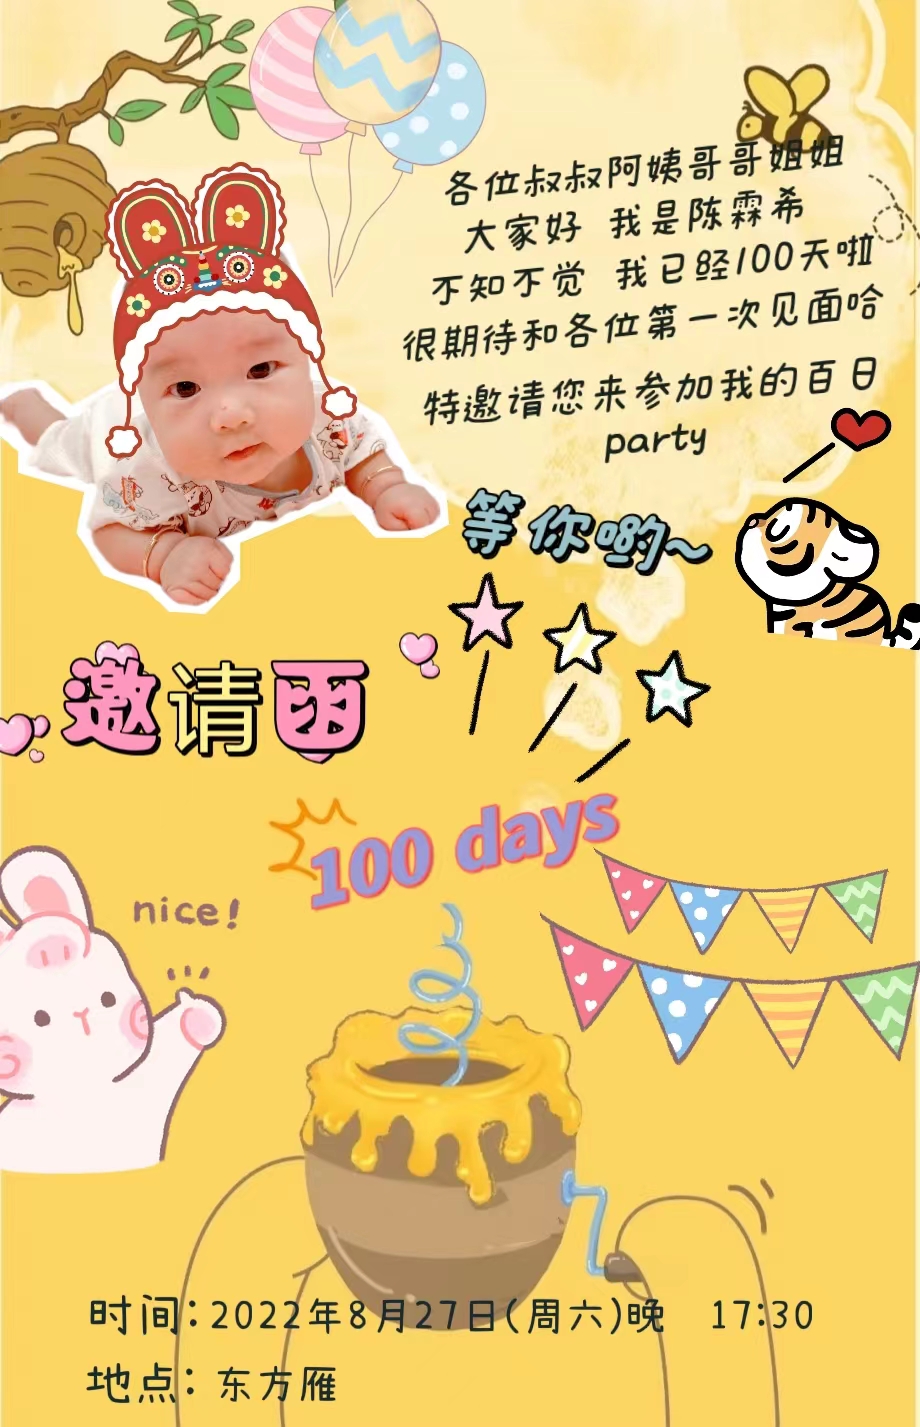 各位叔叔阿姨哥哥姐姐
大家好 我是陈霖希
不知不觉 我已经100天啦
很期待和各位第一次见面哈
特邀请您来参加我的百日
party
等你哟~
邀请函
100 days
nice!
时间:2022年8月27日(周六)晚 17:30
地点:东方雁